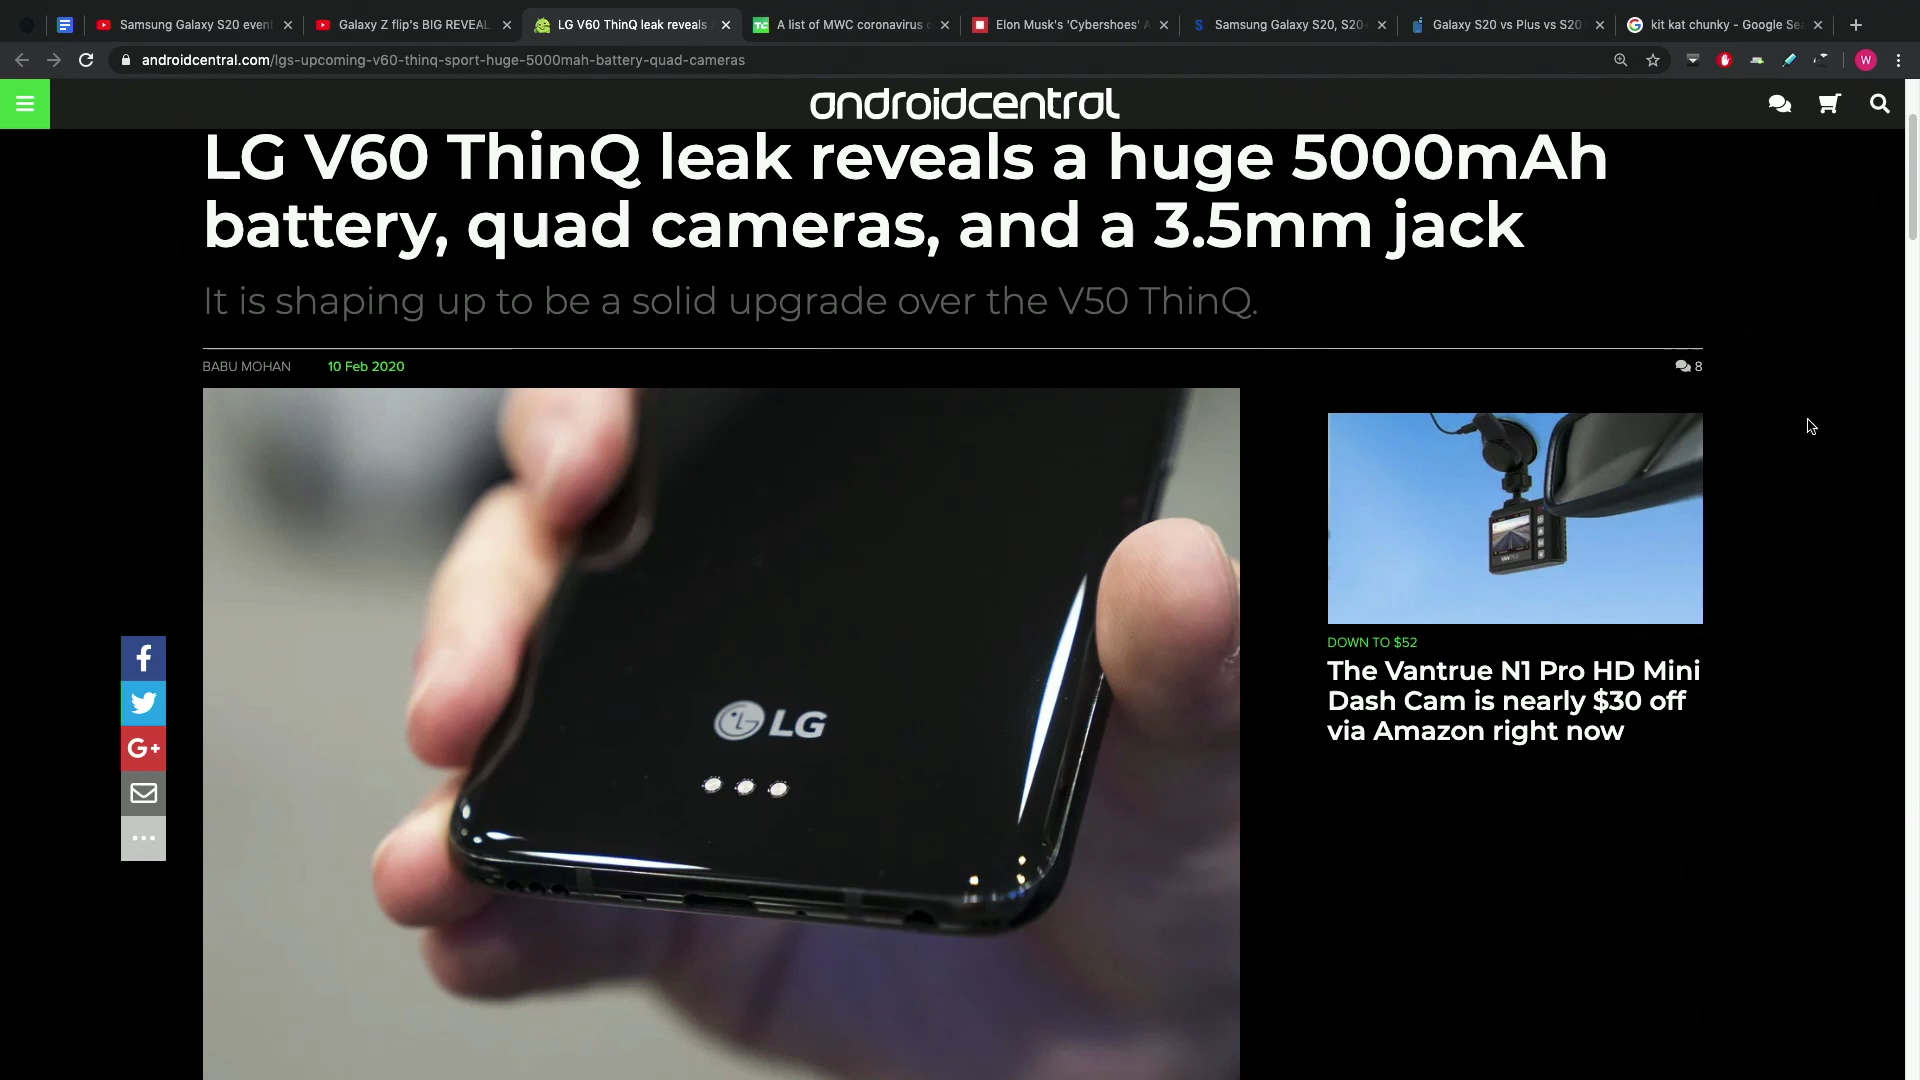 Samsung Galaxy S20 even
Galaxy Z flip's BIG REVEAL
LG V60 ThinQ leak reveals a
A list of MWC coronavirus c
Elon Musk's 'Cybershoes' A
Samsung Galaxy S20, S20+
Galaxy S20 vs Plus vs S20
kit kat chunky - Google Sea
androidcentral.com/lgs-upcoming-v60-thinq-sport-huge-5000mah-battery-quad-cameras
W
androidcentral
LG V60 ThinQ leak reveals a huge 5000mAh
battery, quad cameras, and a 3.5mm jack
It is shaping up to be a solid upgrade over the V50 ThinQ.
BABU MOHAN 10 Feb 2020
8
LG
G+
DOWN TO $52
The Vantrue N1 Pro HD Mini
Dash Cam is nearly $30 off
via Amazon right now